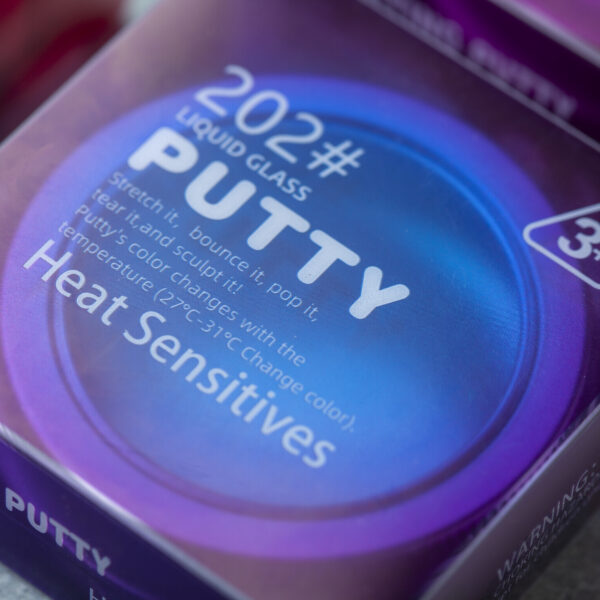 202#
LIQUID GLASS
PUTTY
Stretch it, bounce it, pop it,
tear it,and sculpt it!
Putty's color changes with the
temperature (27°C-31°C Change color).
Heat Sensitives
3+
PUTTY
PUTTY
WARNING: